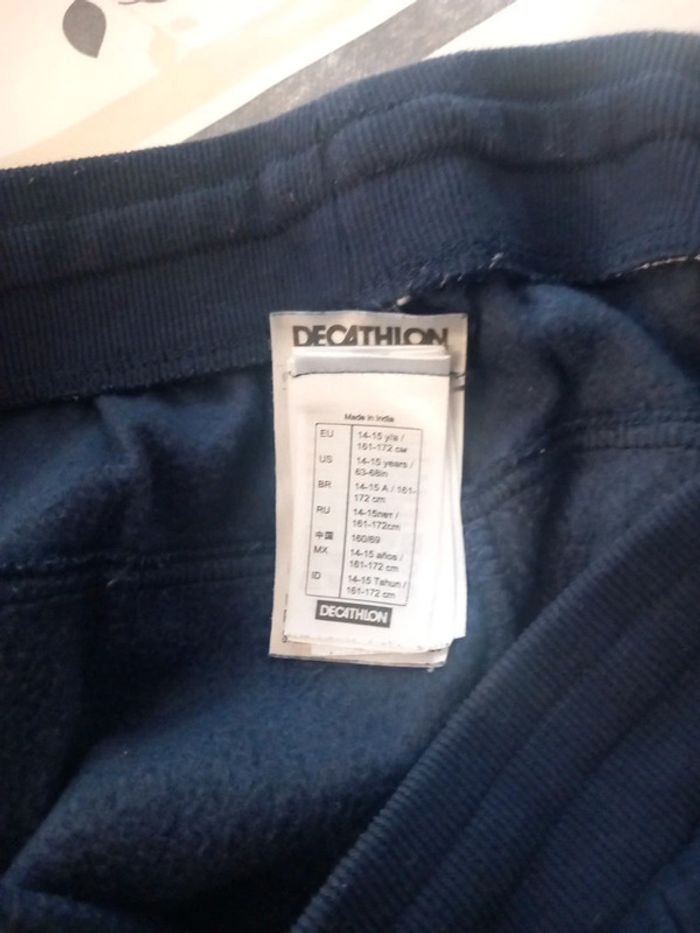 DECATHLON
Made in India
EU 14-15 y/a /
161-172 см
US 14-15 years /
63-68in
BR 14-15 A / 161-
172 cm
RU 14-15лет /
161-172cm
中国 160/69
MX 14-15 años /
161-172 cm
ID 14-15 Tahun /
161-172 cm
DECATHLON